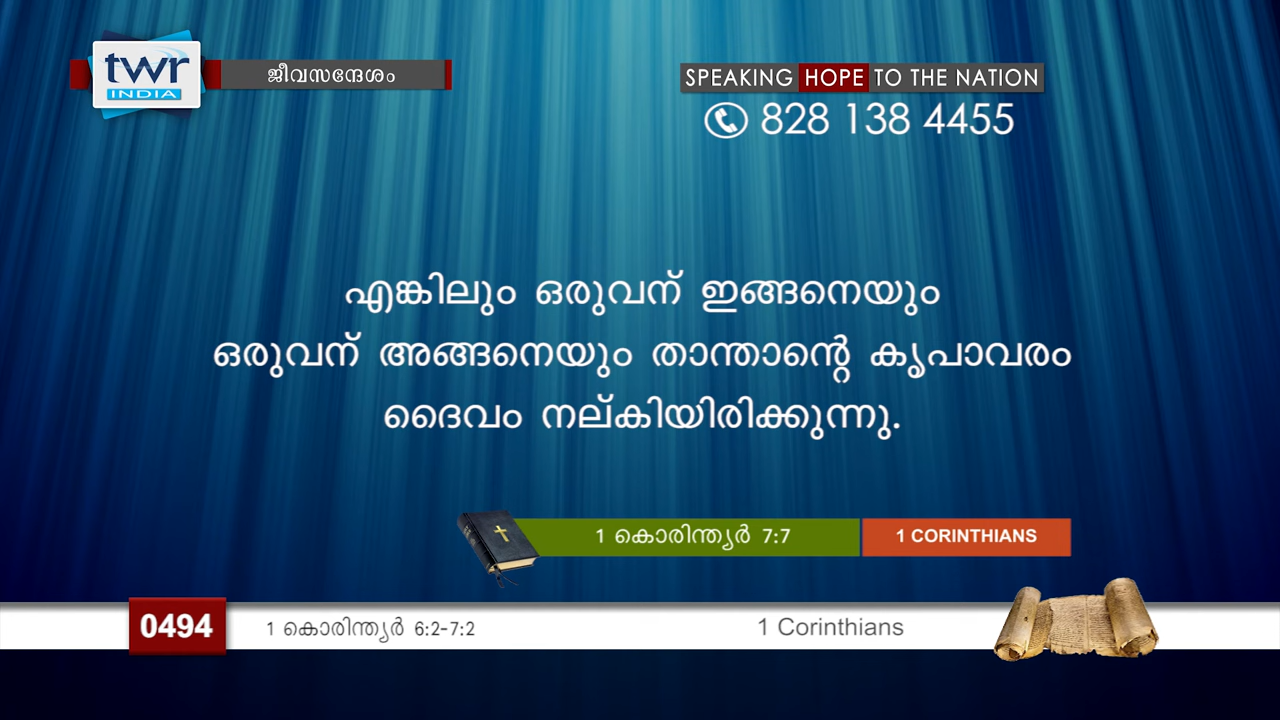 twr
INDIA
ജീവസന്ദേശം
SPEAKING HOPE TO THE NATION
828 138 4455
എങ്കിലും ഒരുവന് ഇങ്ങനെയും
ഒരുവന് അങ്ങനെയും താന്താന്റെ കൃപാവരം
ദൈവം നല്കിയിരിക്കുന്നു.
1 കൊരിന്ത്യർ 7:7
1 CORINTHIANS
0494
1 കൊരിന്ത്യർ 6:2-7:2
1 Corinthians